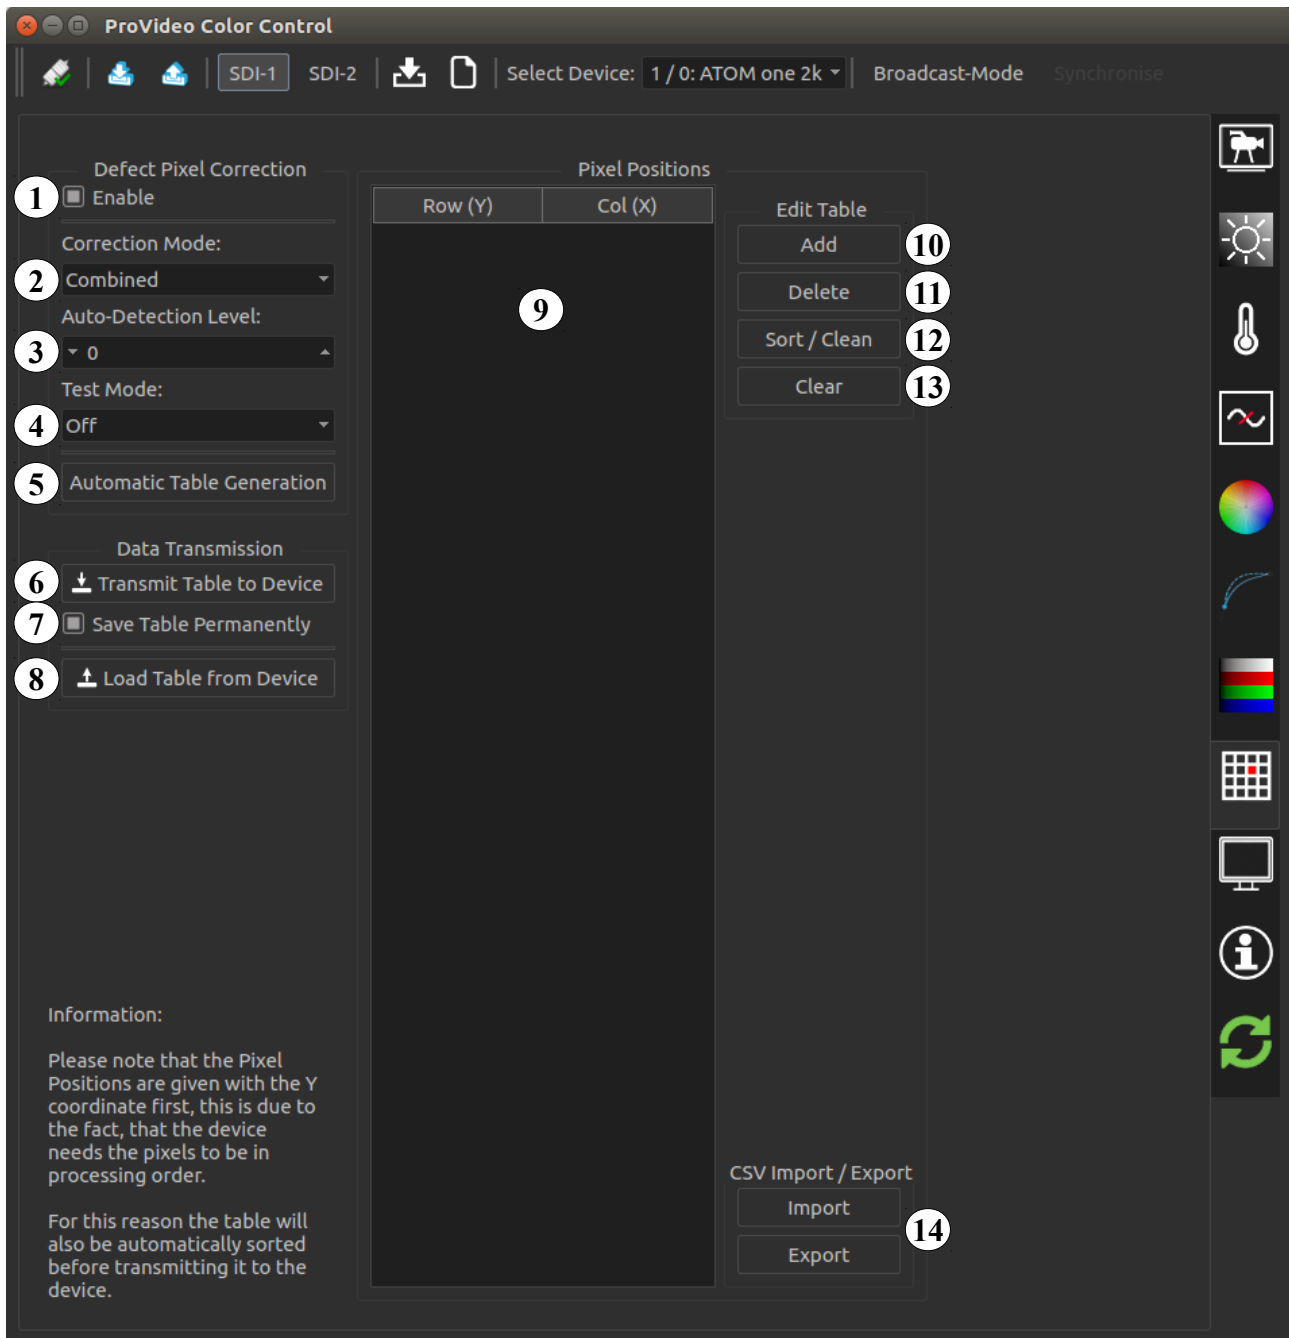 ProVideo Color Control
SDI-1 SDI-2 Select Device: 1 / 0: ATOM one 2k Broadcast-Mode Synchronise
Defect Pixel Correction
1 Enable
Correction Mode:
2 Combined
Auto-Detection Level:
3 0
Test Mode:
4 Off
5 Automatic Table Generation
Data Transmission
6 Transmit Table to Device
7 Save Table Permanently
8 Load Table from Device
Information:
Please note that the Pixel
Positions are given with the Y
coordinate first, this is due to
the fact, that the device
needs the pixels to be in
processing order.
For this reason the table will
also be automatically sorted
before transmitting it to the
device.
Pixel Positions
Row (Y) Col (X)
9
Edit Table
Add 10
Delete 11
Sort / Clean 12
Clear 13
CSV Import / Export
Import
14
Export